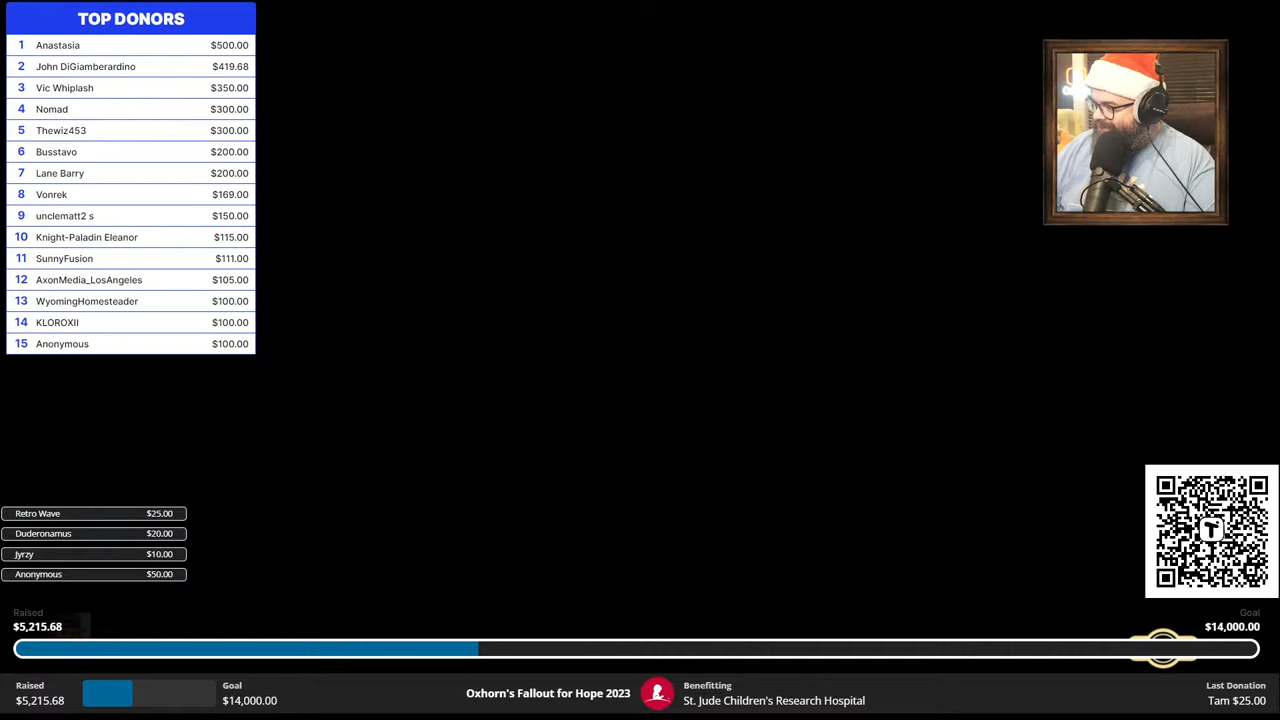 TOP DONORS
1 Anastasia $500.00
2 John DiGiamberardino $419.68
3 Vic Whiplash $350.00
4 Nomad $300.00
5 Thewiz453 $300.00
6 Busstavo $200.00
7 Lane Barry $200.00
8 Vonrek $169.00
9 unclematt2 s $150.00
10 Knight-Paladin Eleanor $115.00
11 SunnyFusion $111.00
12 AxonMedia_LosAngeles $105.00
13 WyomingHomesteader $100.00
14 KLOROXII $100.00
15 Anonymous $100.00
Retro Wave $25.00
Duderonamus $20.00
Jyrzy $10.00
Anonymous $50.00
Raised Goal
$5,215.68 $14,000.00
Raised Goal Benefitting Last Donation
$5,215.68 $14,000.00 Oxhorn's Fallout for Hope 2023 St. Jude Children's Research Hospital Tam $25.00